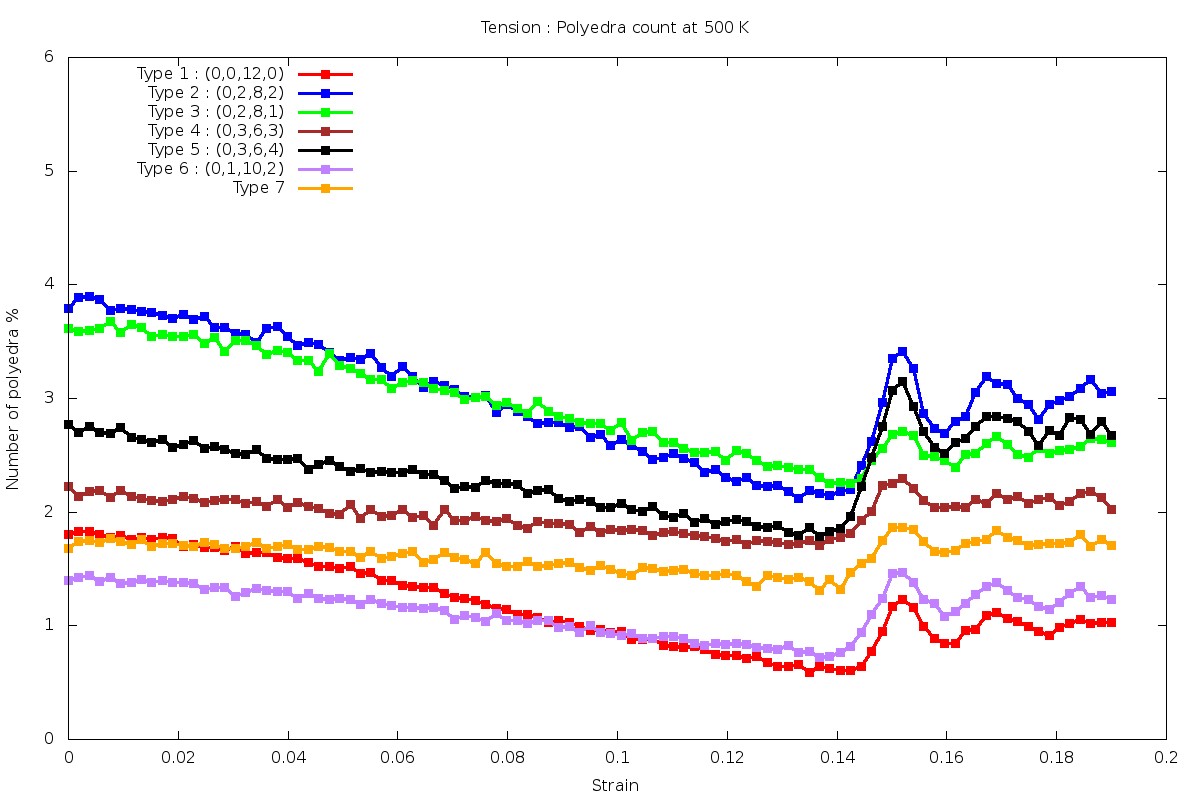 Tension : Polyedra count at 500 K
Type 1 : (0,0,12,0)
Type 2 : (0,2,8,2)
Type 3 : (0,2,8,1)
Type 4 : (0,3,6,3)
Type 5 : (0,3,6,4)
Type 6 : (0,1,10,2)
Type 7
Number of polyedra %
6
5
4
3
2
1
0
0 0.02 0.04 0.06 0.08 0.1 0.12 0.14 0.16 0.18 0.2
Strain